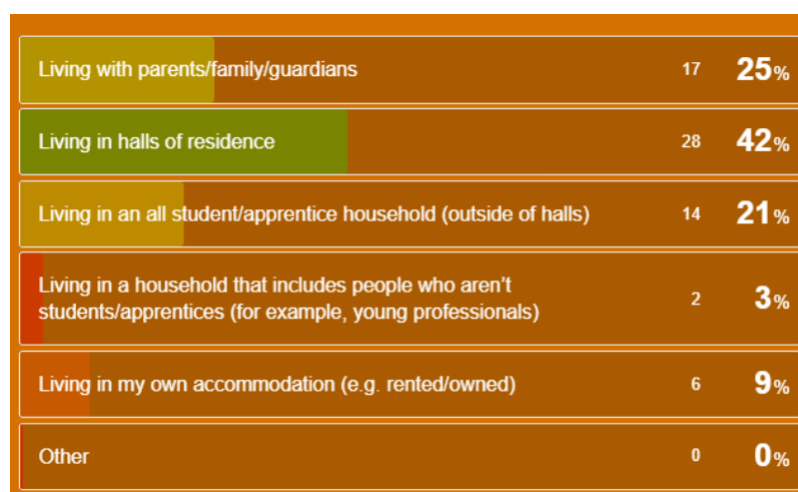 Living with parents/family/guardians 17 25%
Living in halls of residence 28 42%
Living in an all student/apprentice household (outside of halls) 14 21%
Living in a household that includes people who aren't
students/apprentices (for example, young professionals) 2 3%
Living in my own accommodation (e.g. rented/owned) 6 9%
Other 0 0%